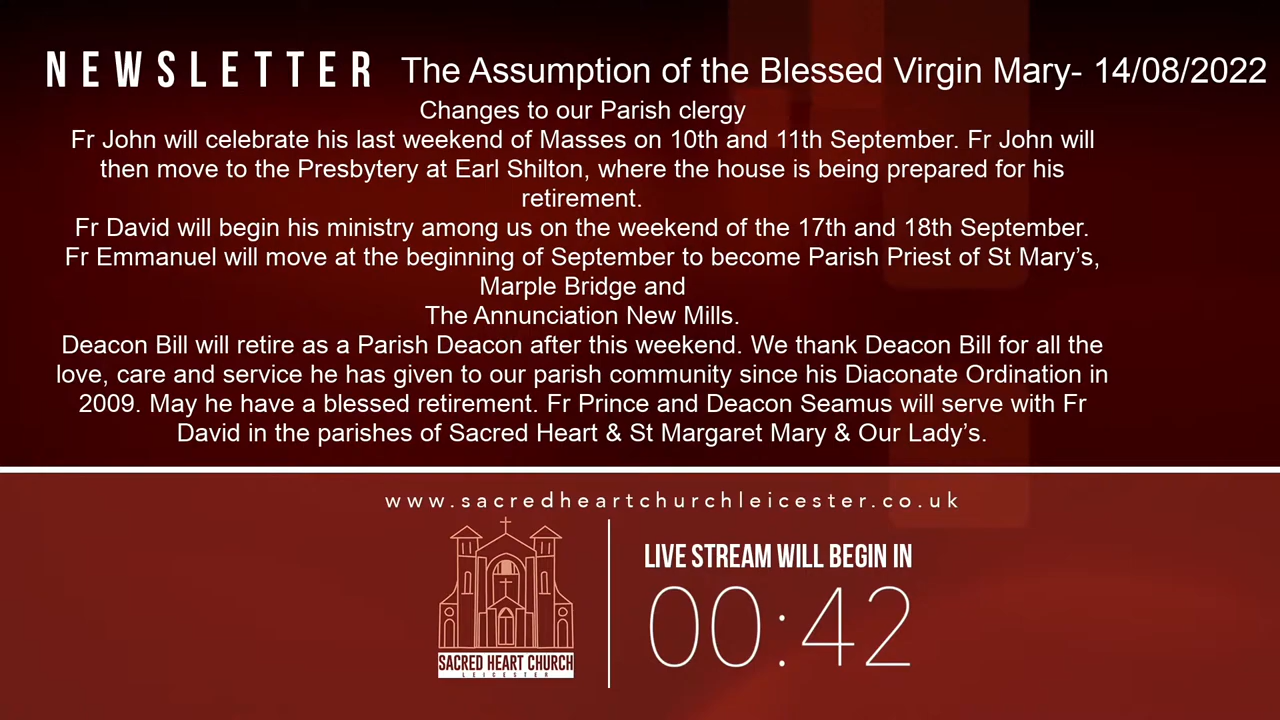 NEWSLETTER The Assumption of the Blessed Virgin Mary- 14/08/2022
Changes to our Parish clergy
Fr John will celebrate his last weekend of Masses on 10th and 11th September. Fr John will
then move to the Presbytery at Earl Shilton, where the house is being prepared for his
retirement.
Fr David will begin his ministry among us on the weekend of the 17th and 18th September.
Fr Emmanuel will move at the beginning of September to become Parish Priest of St Mary’s,
Marple Bridge and
The Annunciation New Mills.
Deacon Bill will retire as a Parish Deacon after this weekend. We thank Deacon Bill for all the
love, care and service he has given to our parish community since his Diaconate Ordination in
2009. May he have a blessed retirement. Fr Prince and Deacon Seamus will serve with Fr
David in the parishes of Sacred Heart & St Margaret Mary & Our Lady’s.
www.sacredheartchurchleicester.co.uk
SACRED HEART CHURCH
LEICESTER
LIVE STREAM WILL BEGIN IN
00:42